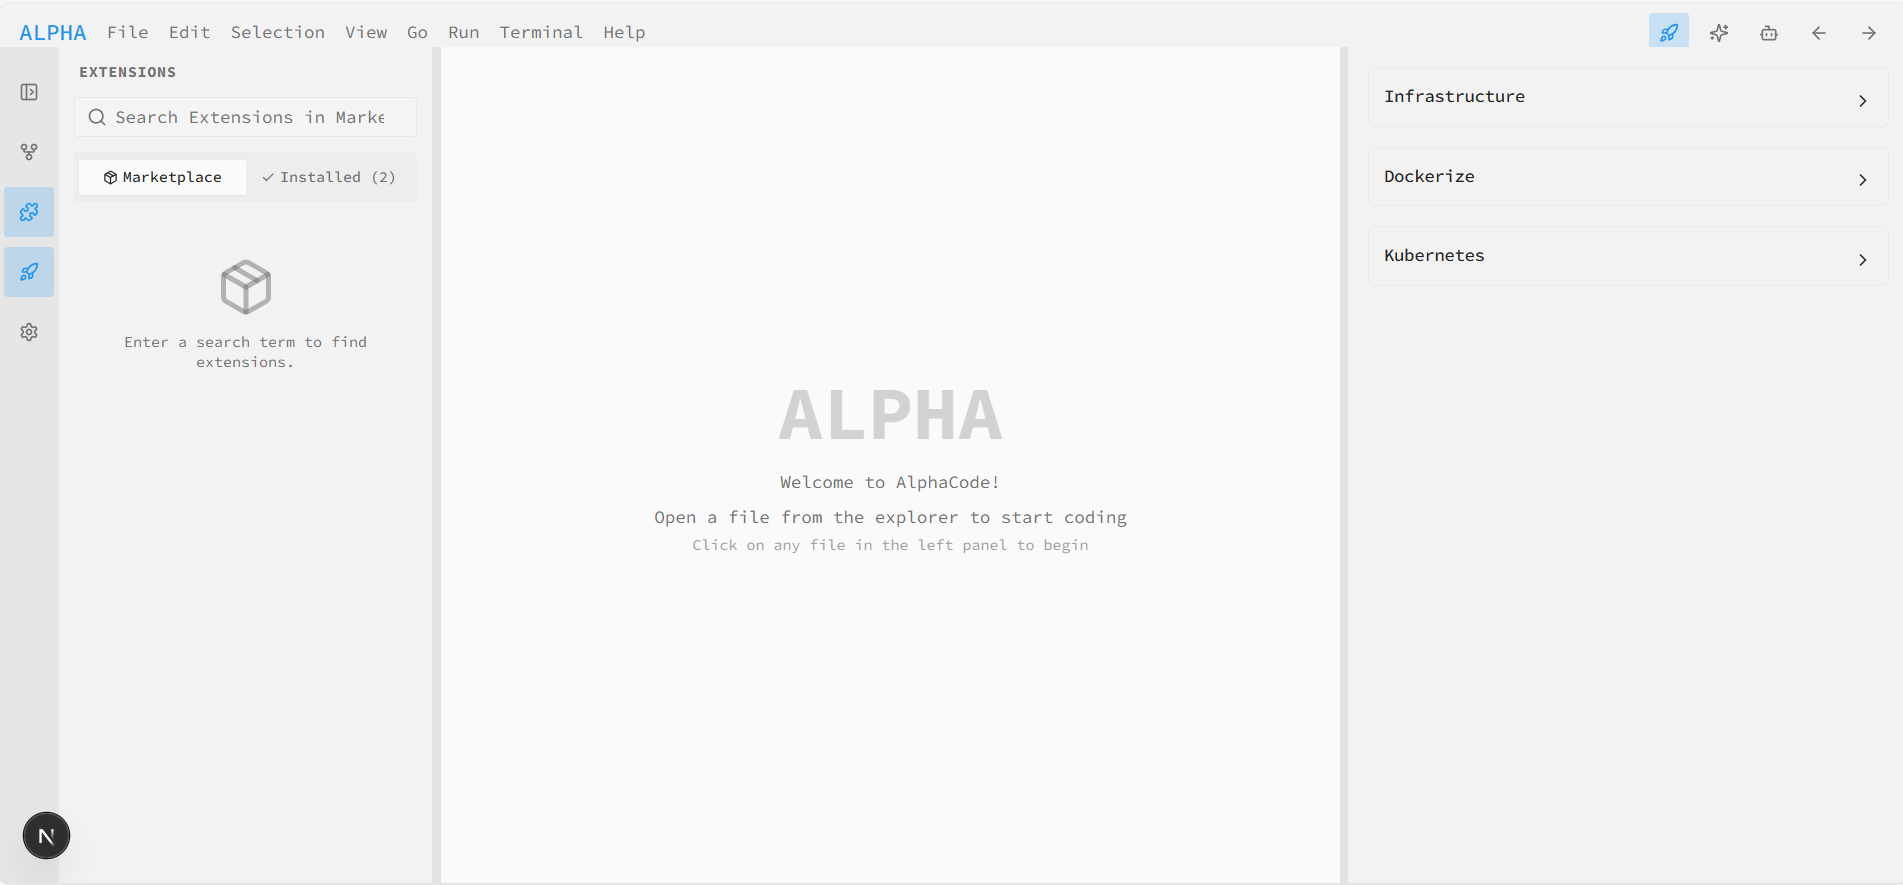 ALPHA File Edit Selection View Go Run Terminal Help
EXTENSIONS
Search Extensions in Marke
Marketplace
Installed (2)
Enter a search term to find
extensions.
ALPHA
Welcome to AlphaCode!
Open a file from the explorer to start coding
Click on any file in the left panel to begin
Infrastructure
Dockerize
Kubernetes
N